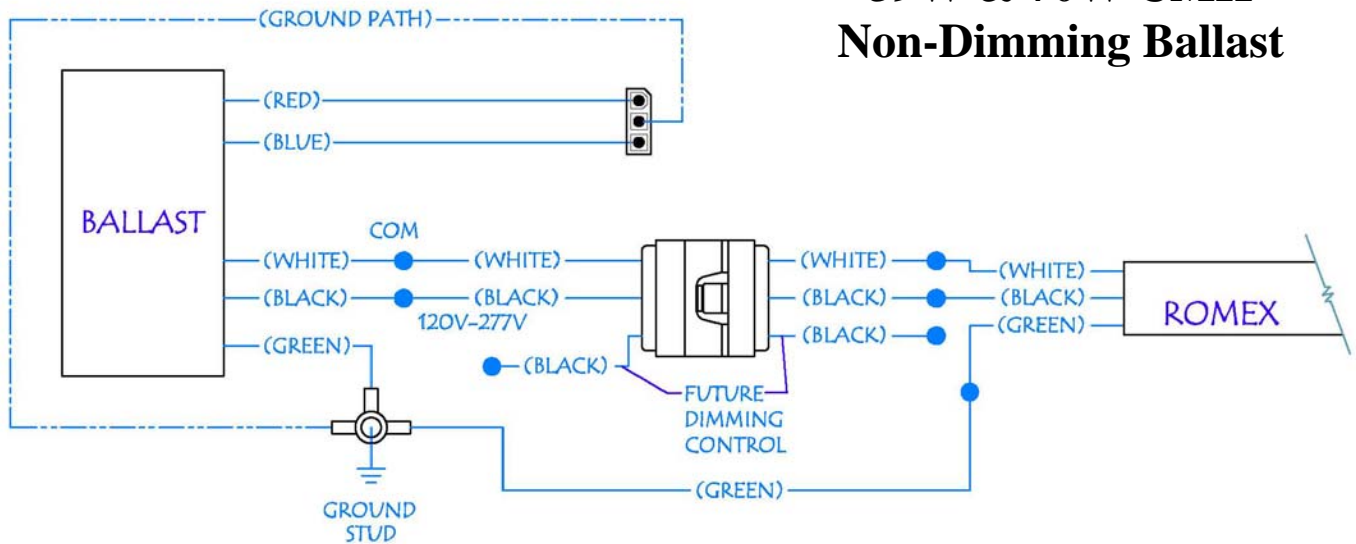 Non-Dimming Ballast
(GROUND PATH)
(RED)
(BLUE)
BALLAST
COM
(WHITE)
(WHITE)
(WHITE)
(WHITE)
(BLACK)
(BLACK)
(BLACK)
(BLACK)
120V-277V
ROMEX
(GREEN)
(BLACK)
(GREEN)
(BLACK)
FUTURE
DIMMING
CONTROL
(GREEN)
GROUND
STUD